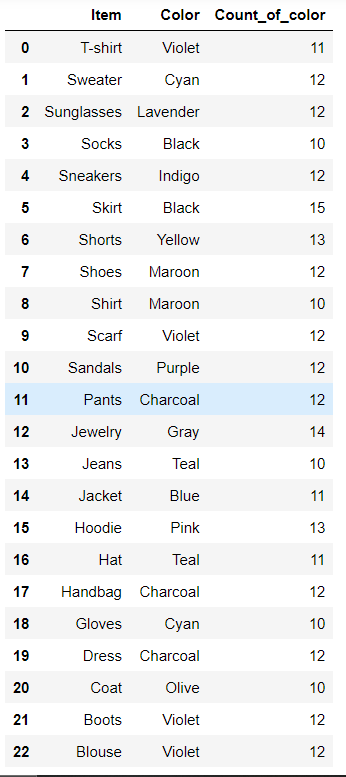 Item Color Count_of_color
0 T-shirt Violet 11
1 Sweater Cyan 12
2 Sunglasses Lavender 12
3 Socks Black 10
4 Sneakers Indigo 12
5 Skirt Black 15
6 Shorts Yellow 13
7 Shoes Maroon 12
8 Shirt Maroon 10
9 Scarf Violet 12
10 Sandals Purple 12
11 Pants Charcoal 12
12 Jewelry Gray 14
13 Jeans Teal 10
14 Jacket Blue 11
15 Hoodie Pink 13
16 Hat Teal 11
17 Handbag Charcoal 12
18 Gloves Cyan 10
19 Dress Charcoal 12
20 Coat Olive 10
21 Boots Violet 12
22 Blouse Violet 12